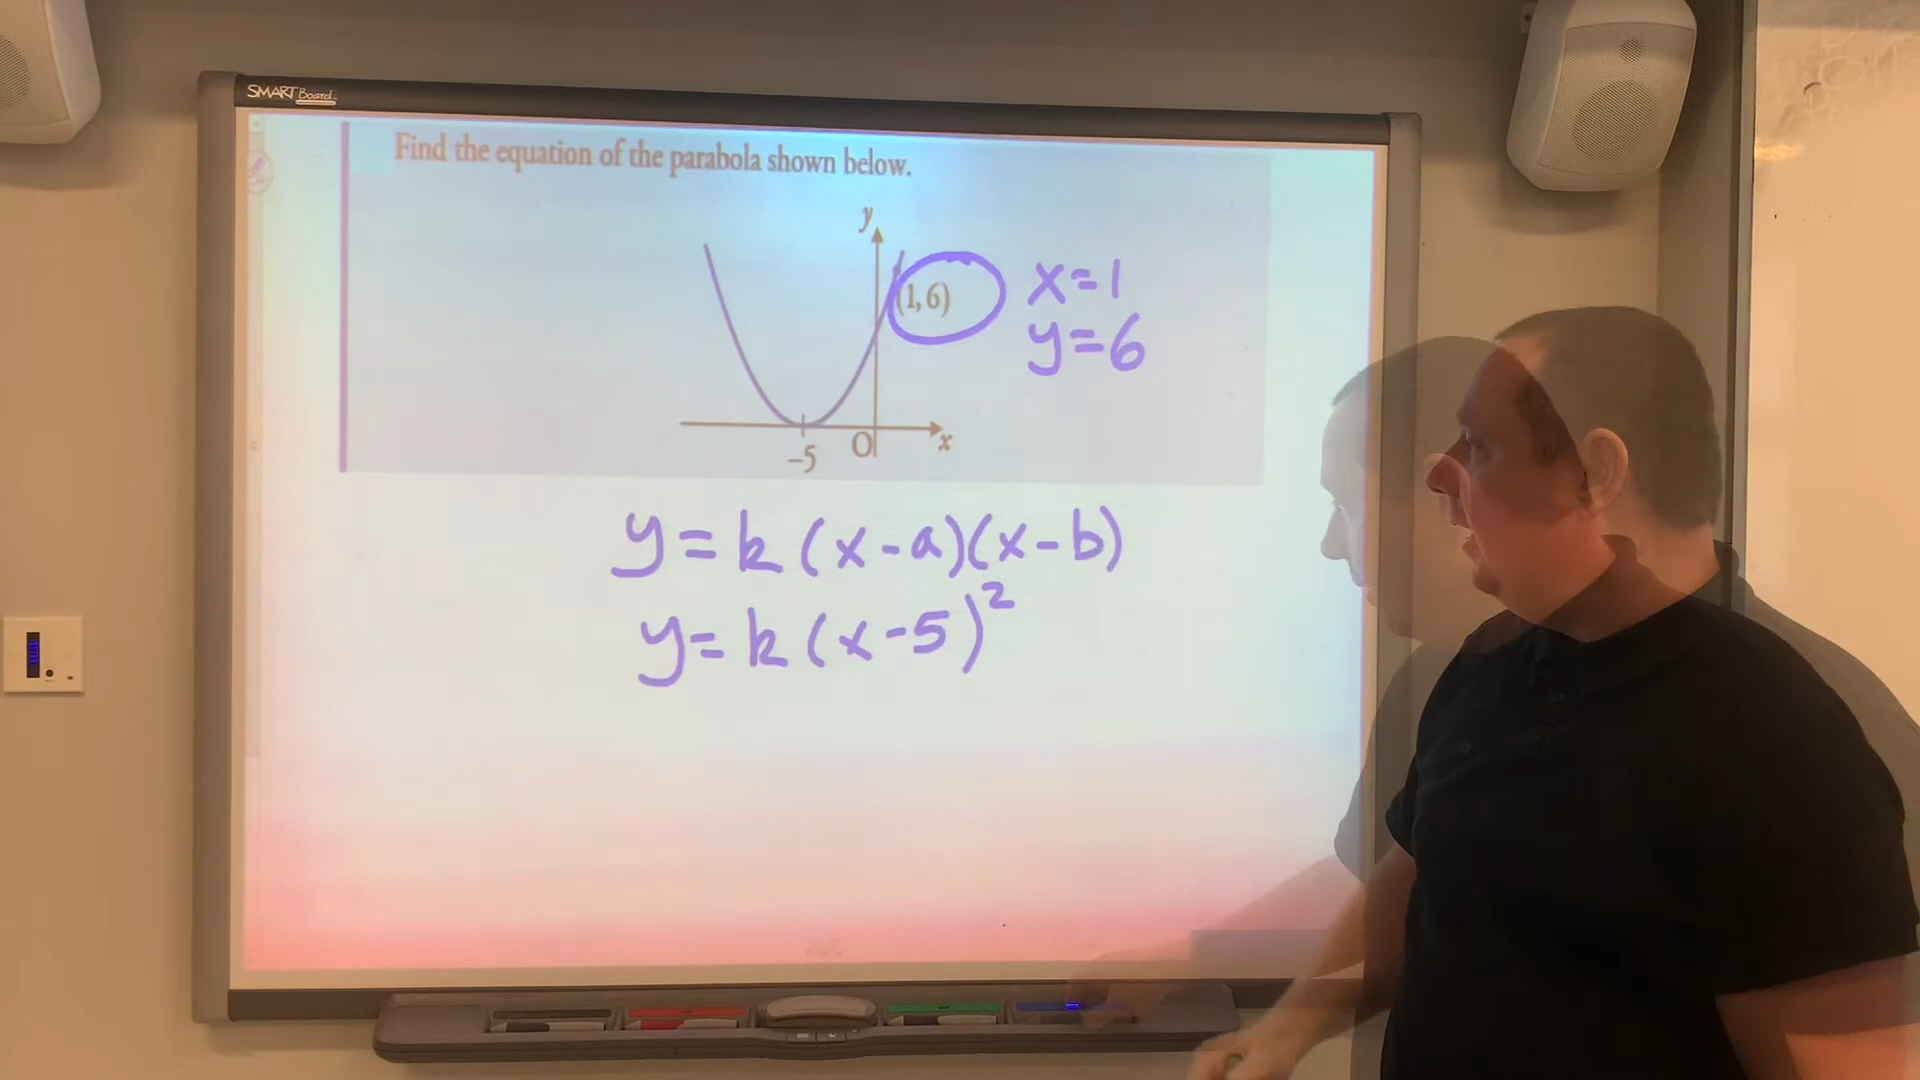 SMART Board
Find the equation of the parabola shown below.
y
(1, 6)
x=1
y=6
-5
O
x
y=k(x-a)(x-b)
y=k(x-5)²